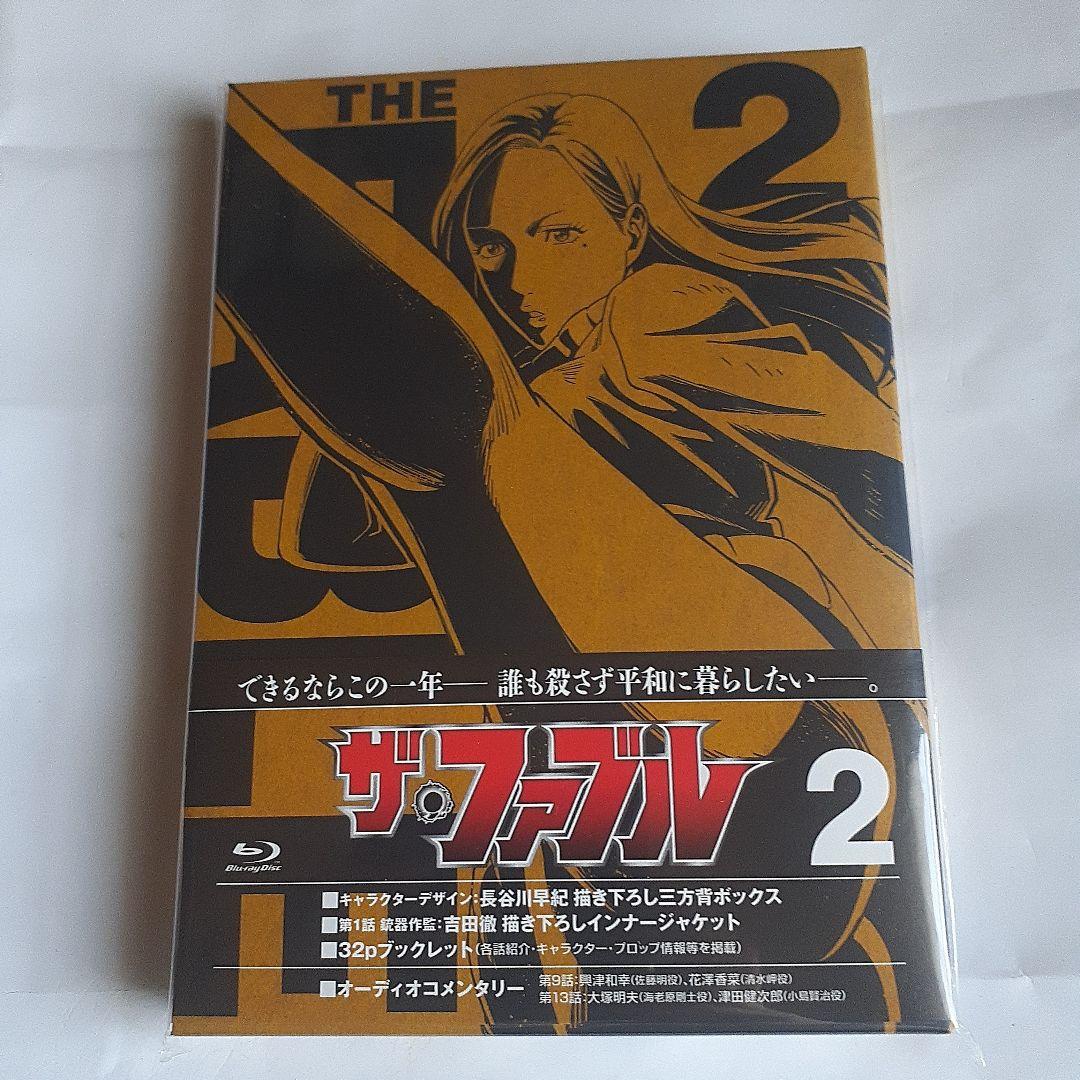 THE
2
できるならこの一年── 誰も殺さず平和に暮らしたい──。
ザ・ファブル
2
Blu-ray Disc
■キャラクターデザイン:長谷川早紀 描き下ろし三方背ボックス
■第1話 銃器作監:吉田徹 描き下ろしインナージャケット
■32pブックレット(各話紹介・キャラクター・プロップ情報等を掲載)
■オーディオコメンタリー
第9話:興津和幸(佐藤明役)、花澤香菜(清水岬役)
第13話:大塚明夫(海老原剛士役)、津田健次郎(小島賢治役)